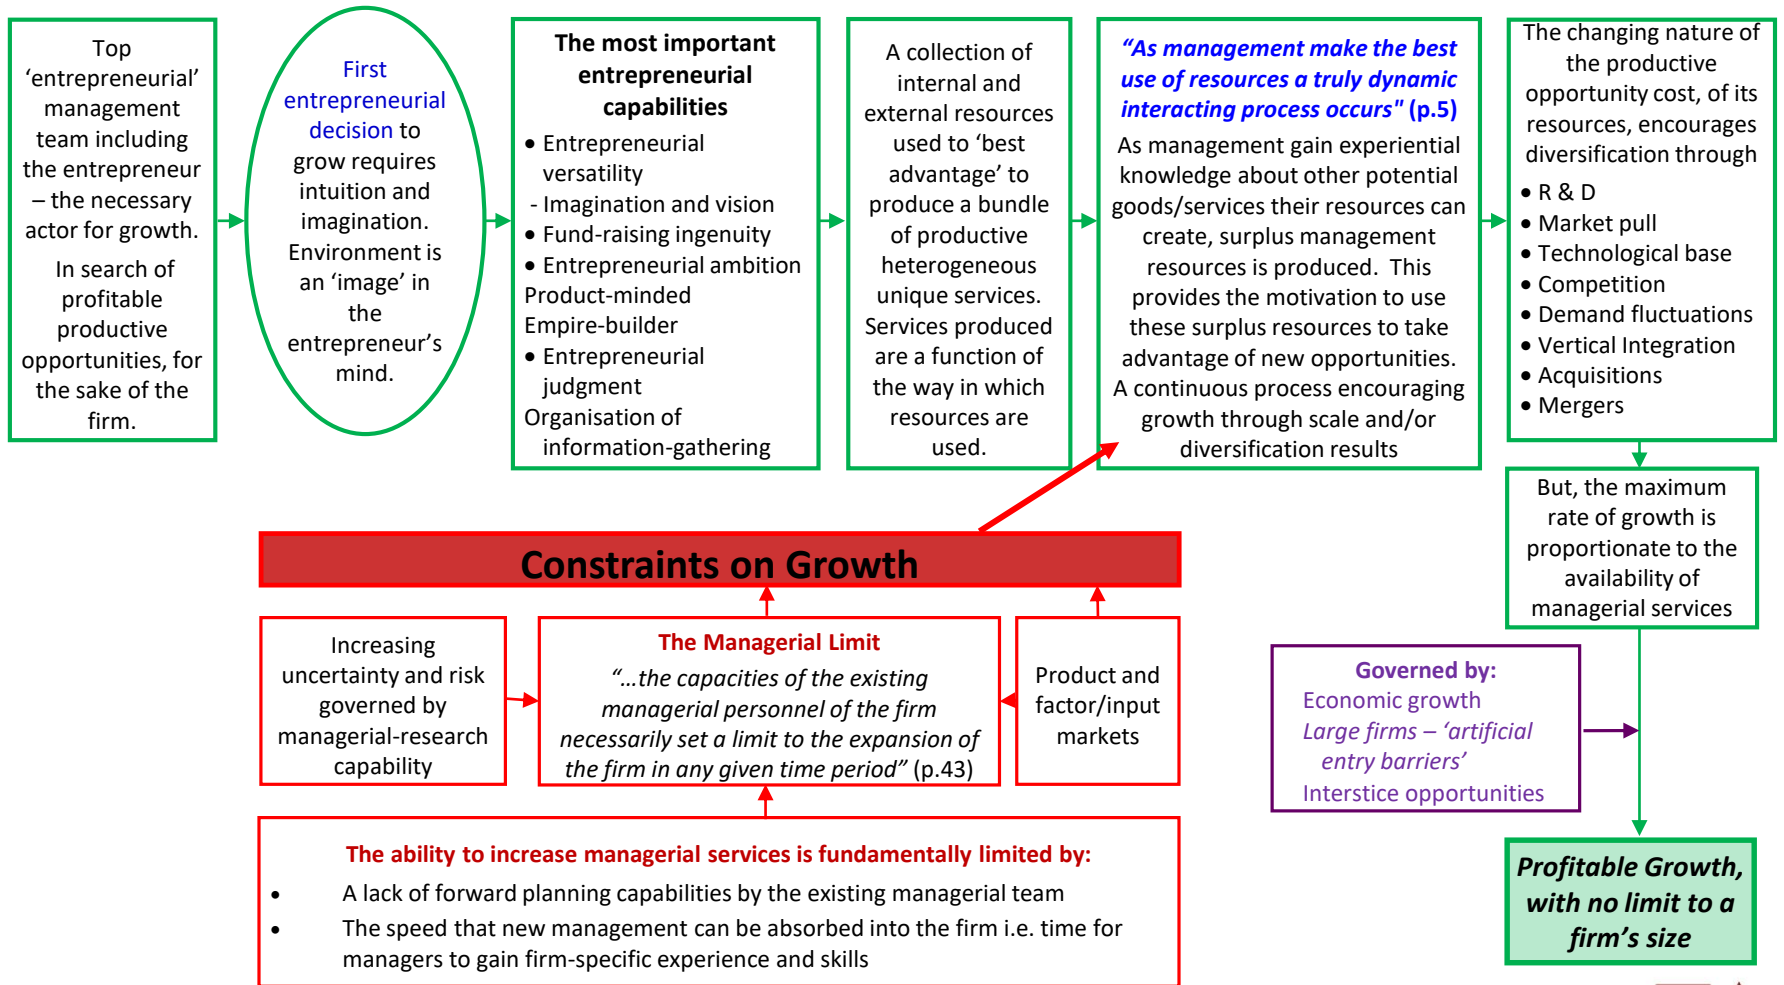 Top
‘entrepreneurial’
management
team including
the entrepreneur
– the necessary
actor for growth.
In search of
profitable
productive
opportunities, for
the sake of the
firm.
First
entrepreneurial
decision to
grow requires
intuition and
imagination.
Environment is
an ‘image’ in
the
entrepreneur’s
mind.
The most important
entrepreneurial
capabilities
• Entrepreneurial
versatility
- Imagination and vision
• Fund-raising ingenuity
• Entrepreneurial ambition
Product-minded
Empire-builder
• Entrepreneurial
judgment
Organisation of
information-gathering
A collection of
internal and
external resources
used to ‘best
advantage’ to
produce a bundle
of productive
heterogeneous
unique services.
Services produced
are a function of
the way in which
resources are
used.
“As management make the best
use of resources a truly dynamic
interacting process occurs" (p.5)
As management gain experiential
knowledge about other potential
goods/services their resources can
create, surplus management
resources is produced. This
provides the motivation to use
these surplus resources to take
advantage of new opportunities.
A continuous process encouraging
growth through scale and/or
diversification results
The changing nature of
the productive
opportunity cost, of its
resources, encourages
diversification through
• R & D
• Market pull
• Technological base
• Competition
• Demand fluctuations
• Vertical Integration
• Acquisitions
• Mergers
But, the maximum
rate of growth is
proportionate to the
availability of
managerial services
Constraints on Growth
Increasing
uncertainty and risk
governed by
managerial-research
capability
The Managerial Limit
“…the capacities of the existing
managerial personnel of the firm
necessarily set a limit to the expansion of
the firm in any given time period” (p.43)
Product and
factor/input
markets
Governed by:
Economic growth
Large firms – ‘artificial
entry barriers’
Interstice opportunities
The ability to increase managerial services is fundamentally limited by:
• A lack of forward planning capabilities by the existing managerial team
• The speed that new management can be absorbed into the firm i.e. time for
managers to gain firm-specific experience and skills
Profitable Growth,
with no limit to a
firm’s size